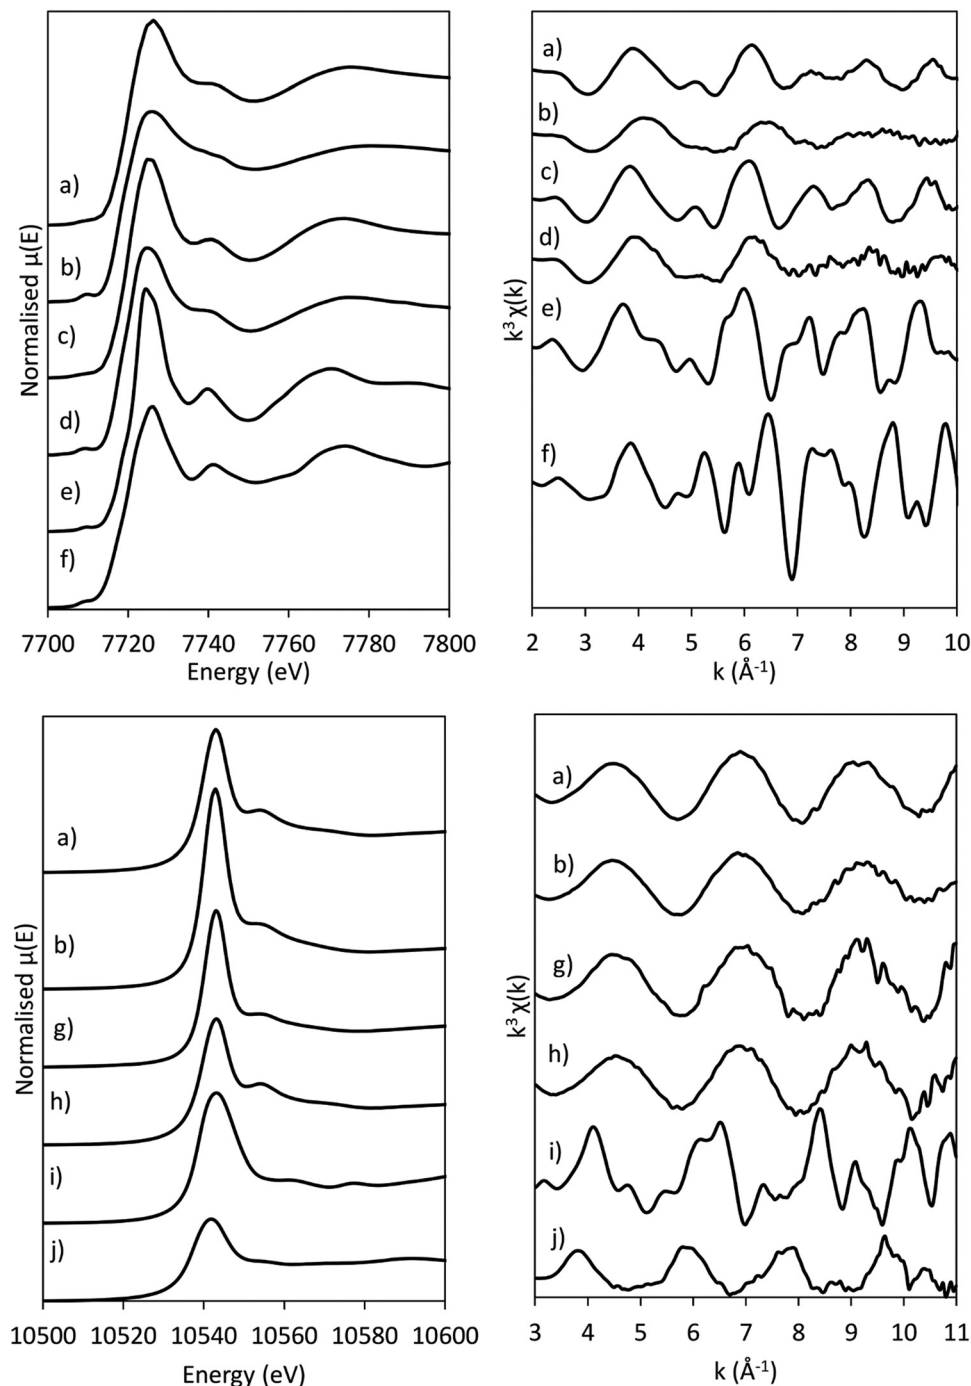 Normalised μ(E)
a)
b)
c)
d)
e)
f)
7700 7720 7740 7760 7780 7800
Energy (eV)
k³ χ(k)
a)
b)
c)
d)
e)
f)
2 3 4 5 6 7 8 9 10
k (Å⁻¹)
Normalised μ(E)
a)
b)
g)
h)
i)
j)
10500 10520 10540 10560 10580 10600
Energy (eV)
k³ χ(k)
a)
b)
g)
h)
i)
j)
3 4 5 6 7 8 9 10 11
k (Å⁻¹)